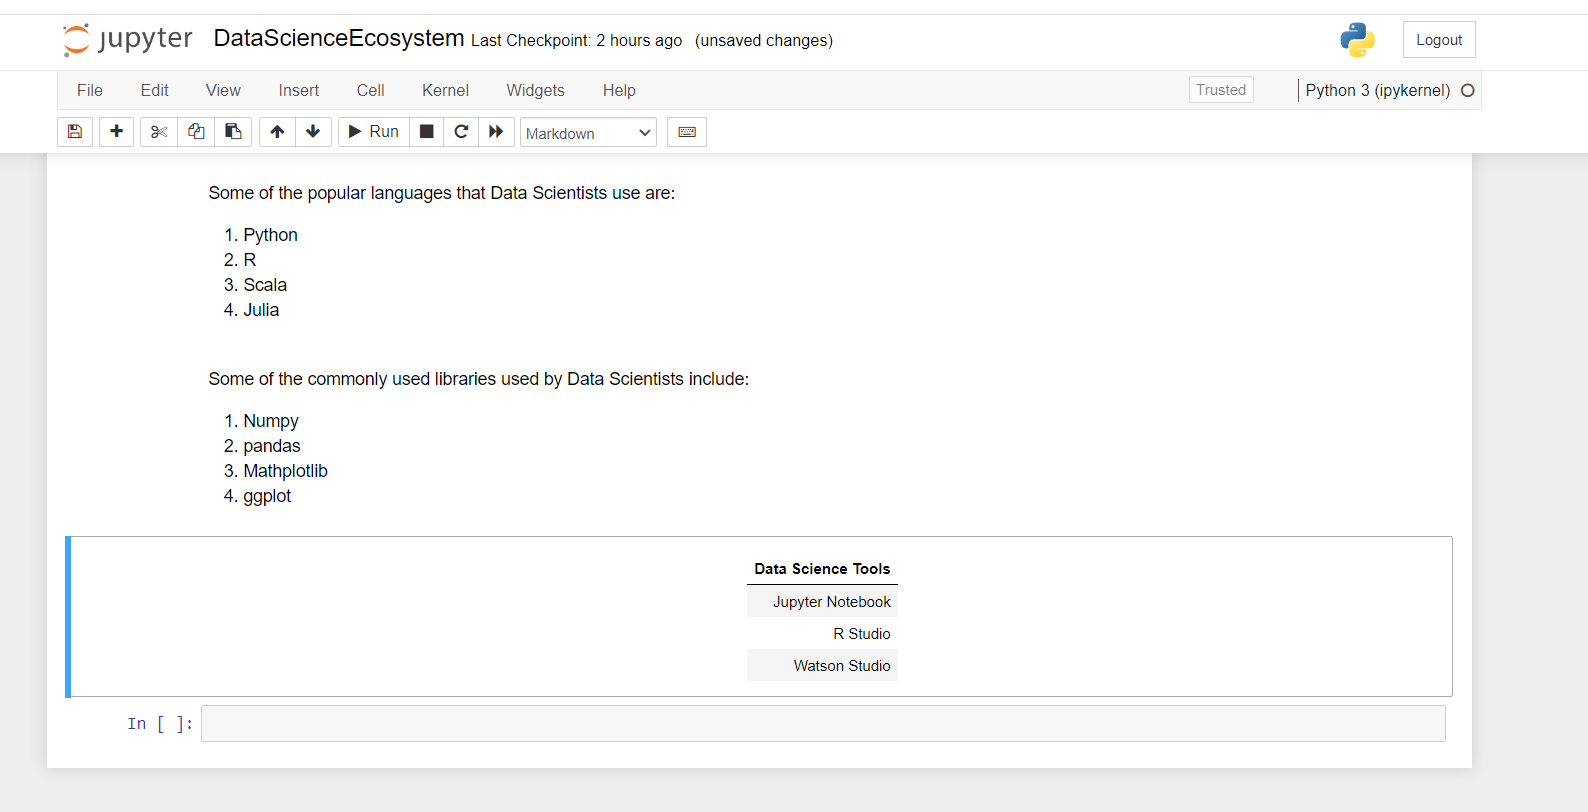 jupyter DataScienceEcosystem Last Checkpoint: 2 hours ago (unsaved changes) Logout
File Edit View Insert Cell Kernel Widgets Help Trusted Python 3 (ipykernel)
Run Markdown
Some of the popular languages that Data Scientists use are:
1. Python
2. R
3. Scala
4. Julia
Some of the commonly used libraries used by Data Scientists include:
1. Numpy
2. pandas
3. Mathplotlib
4. ggplot
Data Science Tools
Jupyter Notebook
R Studio
Watson Studio
In [ ]: